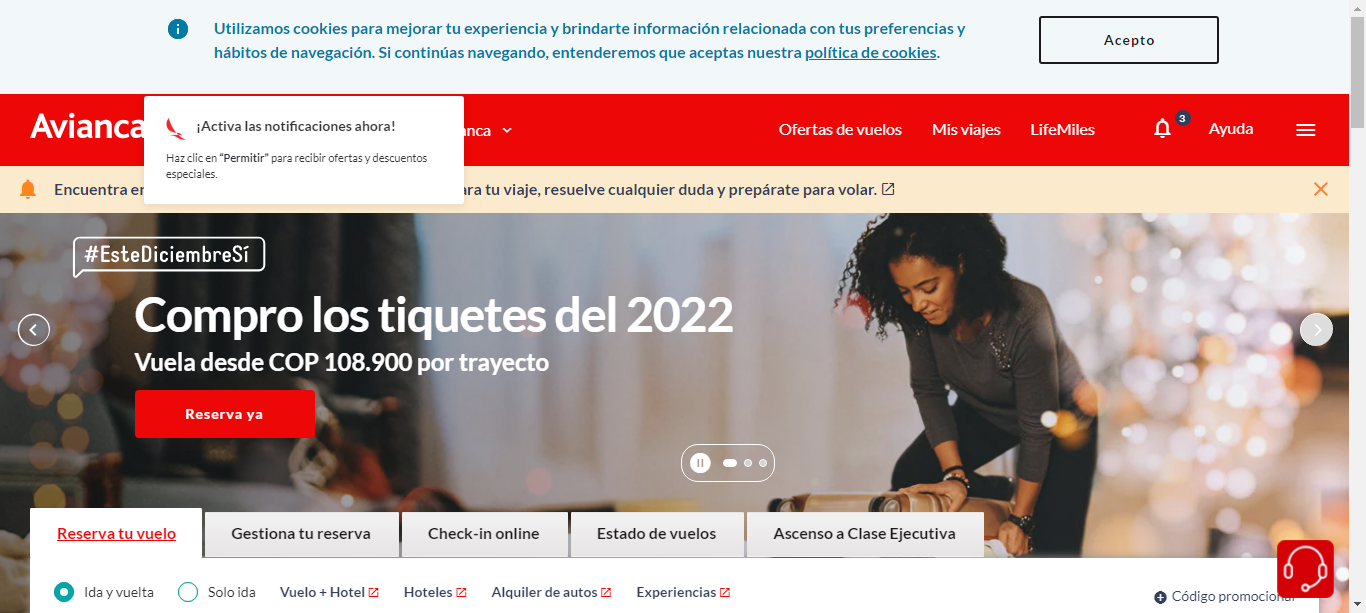 Utilizamos cookies para mejorar tu experiencia y brindarte información relacionada con tus preferencias y
hábitos de navegación. Si continúas navegando, entenderemos que aceptas nuestra política de cookies.
Acepto
Avianca
¡Activa las notificaciones ahora!
Haz clic en “Permitir” para recibir ofertas y descuentos
especiales.
Ofertas de vuelos
Mis viajes
LifeMiles
3
Ayuda
Encuentra
para tu viaje, resuelve cualquier duda y prepárate para volar.
#EsteDiciembreSí
Compro los tiquetes del 2022
Vuela desde COP 108.900 por trayecto
Reserva ya
Reserva tu vuelo
Gestiona tu reserva
Check-in online
Estado de vuelos
Ascenso a Clase Ejecutiva
Ida y vuelta
Solo ida
Vuelo + Hotel
Hoteles
Alquiler de autos
Experiencias
Código promocional